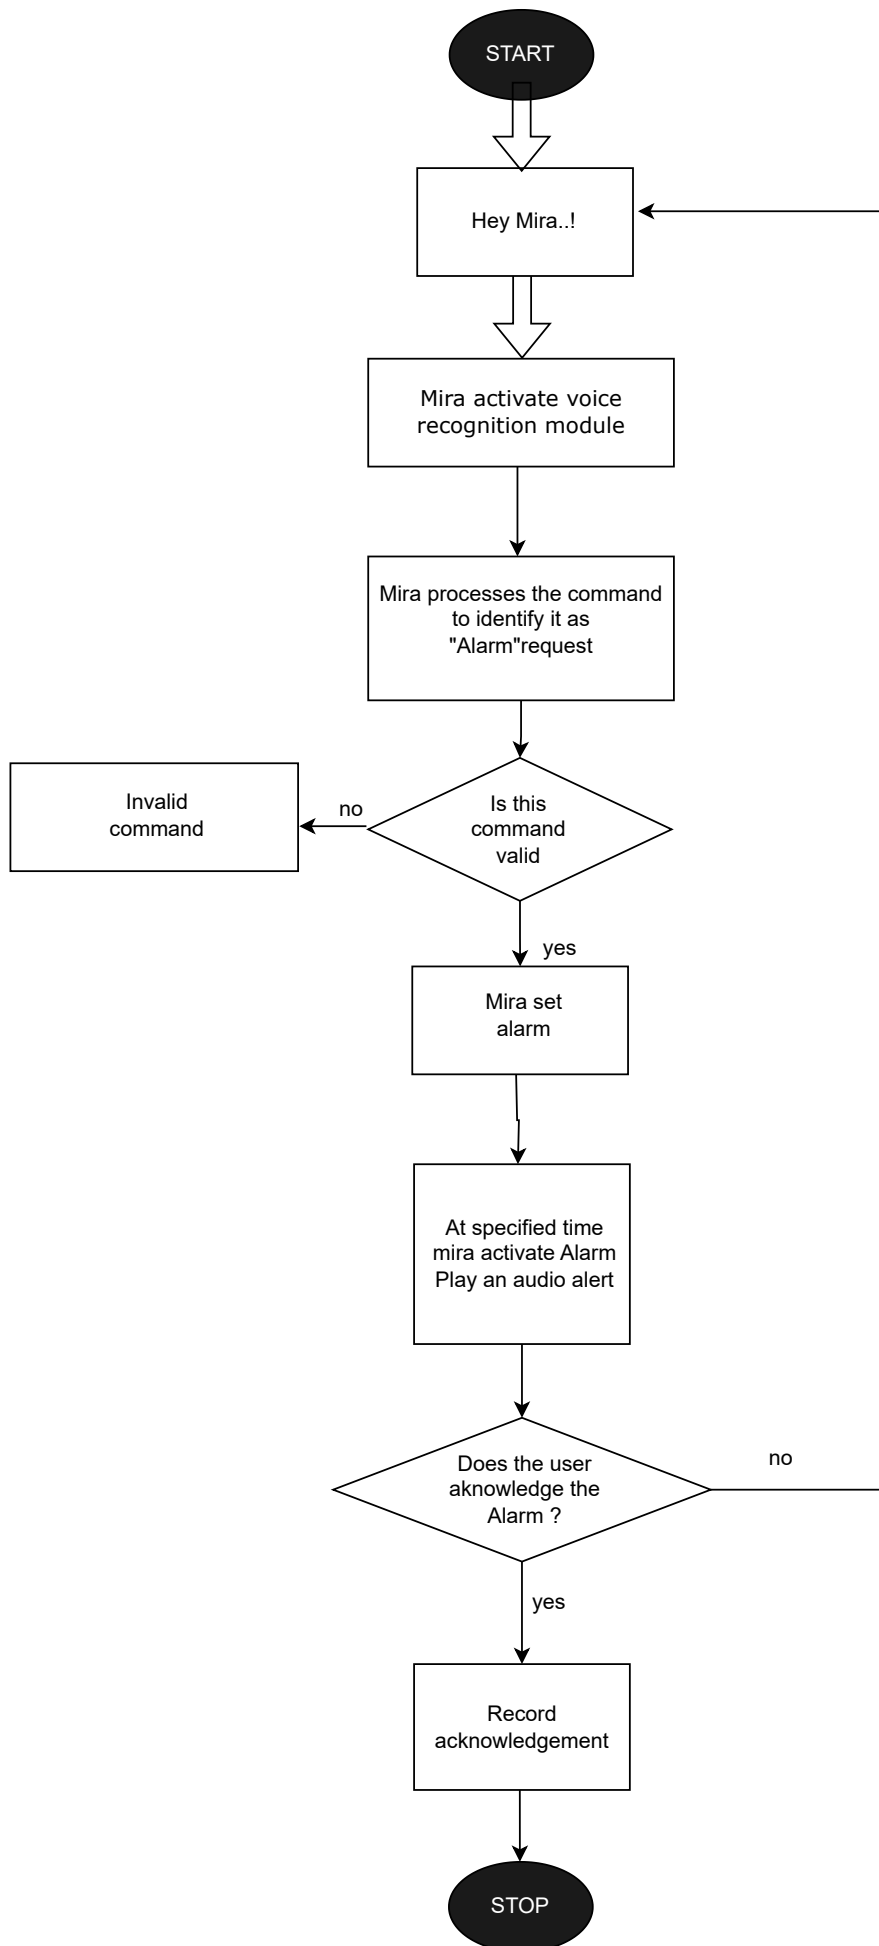 START
Hey Mira..!
Mira activate voice
recognition module
Mira processes the command
to identify it as
"Alarm"request
Is this
command
valid
no
Invalid
command
yes
Mira set
alarm
At specified time
mira activate Alarm
Play an audio alert
Does the user
aknowledge the
Alarm ?
no
yes
Record
acknowledgement
STOP